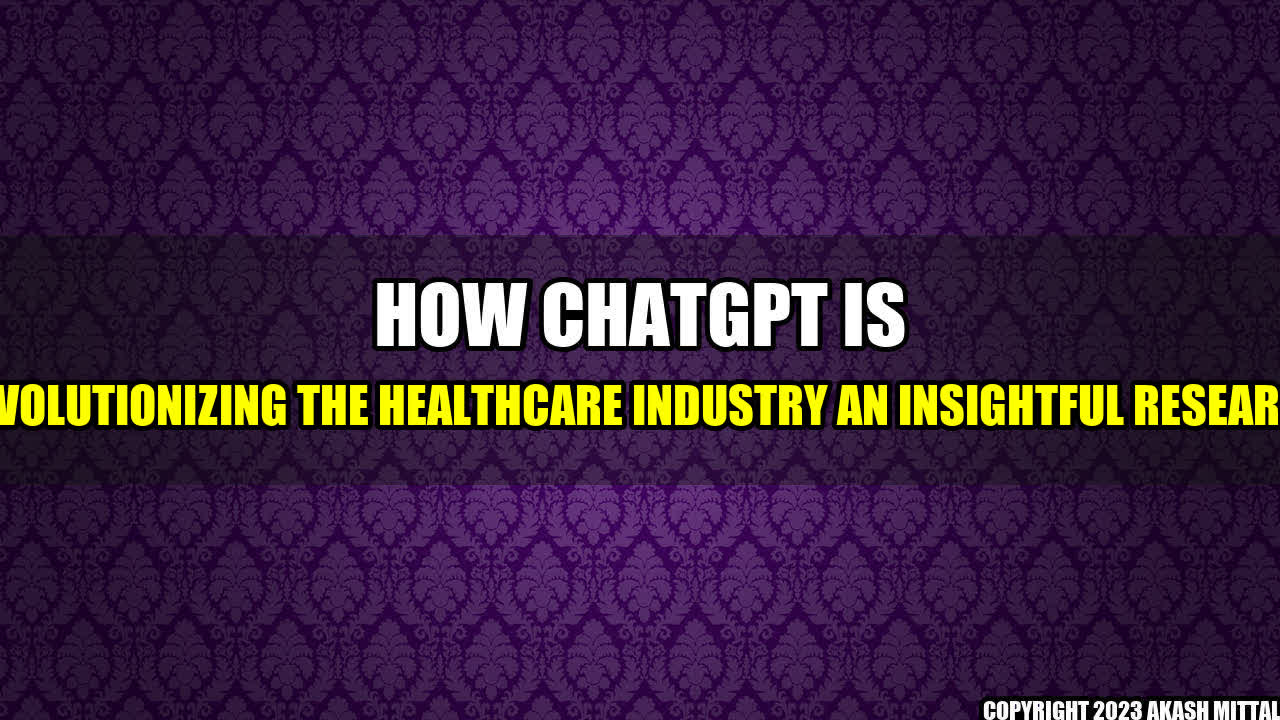 HOW CHATGPT IS
VOLUTIONIZING THE HEALTHCARE INDUSTRY AN INSIGHTFUL RESEAR
COPYRIGHT 2023 AKASH MITTAL